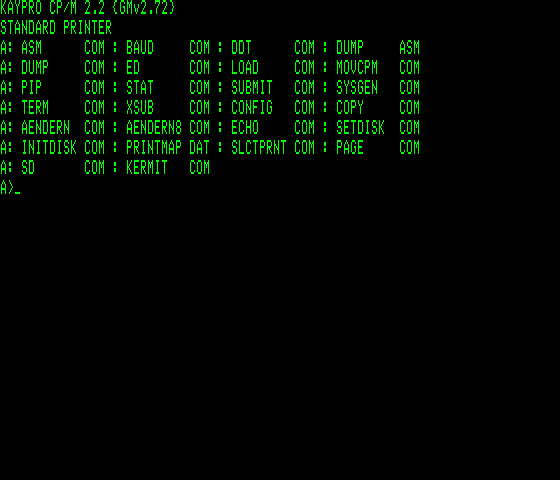 KAYPRO CP/M 2.2 (GMv2.72)
STANDARD PRINTER
A: ASM      COM : BAUD     COM : DDT      COM : DUMP     ASM
A: DUMP     COM : ED       COM : LOAD     COM : MOVCPM   COM
A: PIP      COM : STAT     COM : SUBMIT   COM : SYSGEN   COM
A: TERM     COM : XSUB     COM : CONFIG   COM : COPY     COM
A: AENDERN  COM : AENDERN8 COM : ECHO     COM : SETDISK  COM
A: INITDISK COM : PRINTMAP DAT : SLCTPRNT COM : PAGE     COM
A: SD       COM : KERMIT   COM
A>_